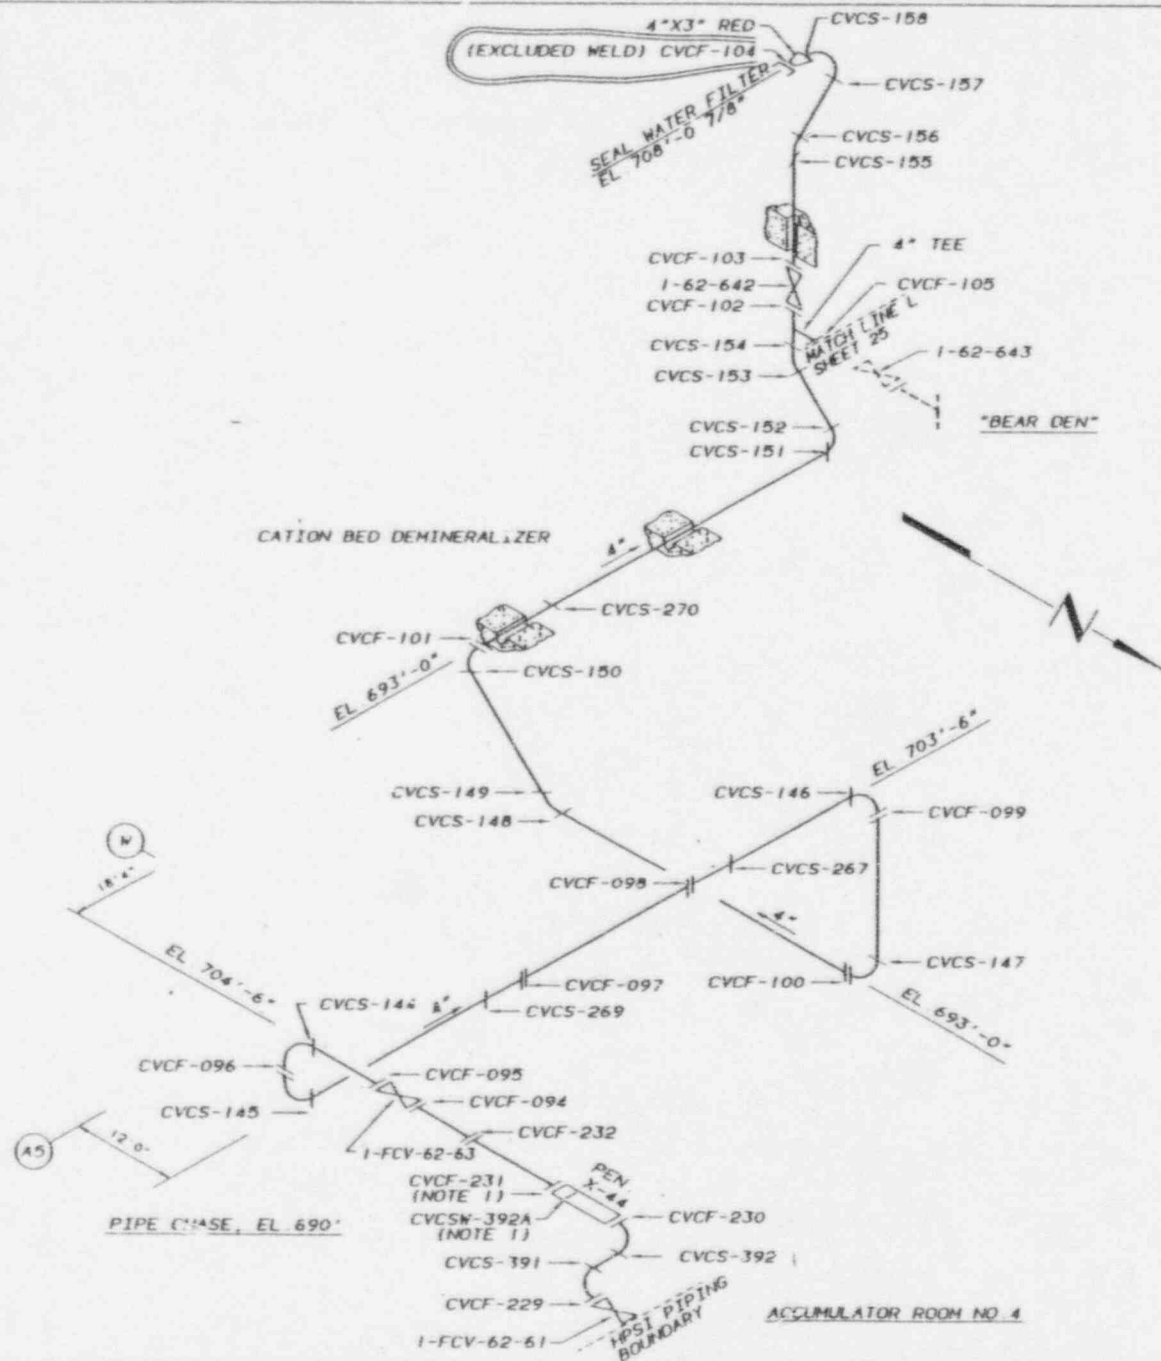 4"X3" RED
CVCS-158
(EXCLUDED WELD) CVCF-104
CVCS-157
SEAL WATER FILTER
EL 708'-0 7/8"
CVCS-156
CVCS-155
4" TEE
CVCF-103
1-62-642
CVCF-105
CVCF-102
MATCH LINE L
SHEET 25
CVCS-154
1-62-643
CVCS-153
CVCS-152
"BEAR DEN"
CVCS-151
CATION BED DEMINERALIZER
4"
CVCS-270
N
CVCF-101
CVCS-150
EL 693'-0"
EL 703'-6"
CVCS-149
CVCS-146
CVCF-099
CVCS-148
W
CVCF-098
CVCS-267
18'4"
4"
EL 704'-6"
CVCF-097
CVCF-100
CVCS-147
CVCS-144
CVCS-269
EL 693'-0"
CVCF-096
CVCF-095
CVCF-094
CVCS-145
CVCF-232
A5
12'0"
1-FCV-62-63
PEN
X-44
CVCF-231
(NOTE 1)
CVCSW-392A
(NOTE 1)
CVCF-230
PIPE CHASE, EL 690'
CVCS-391
CVCS-392
CVCF-229
HPSI PIPING
BOUNDARY
ACCUMULATOR ROOM NO.4
1-FCV-62-61